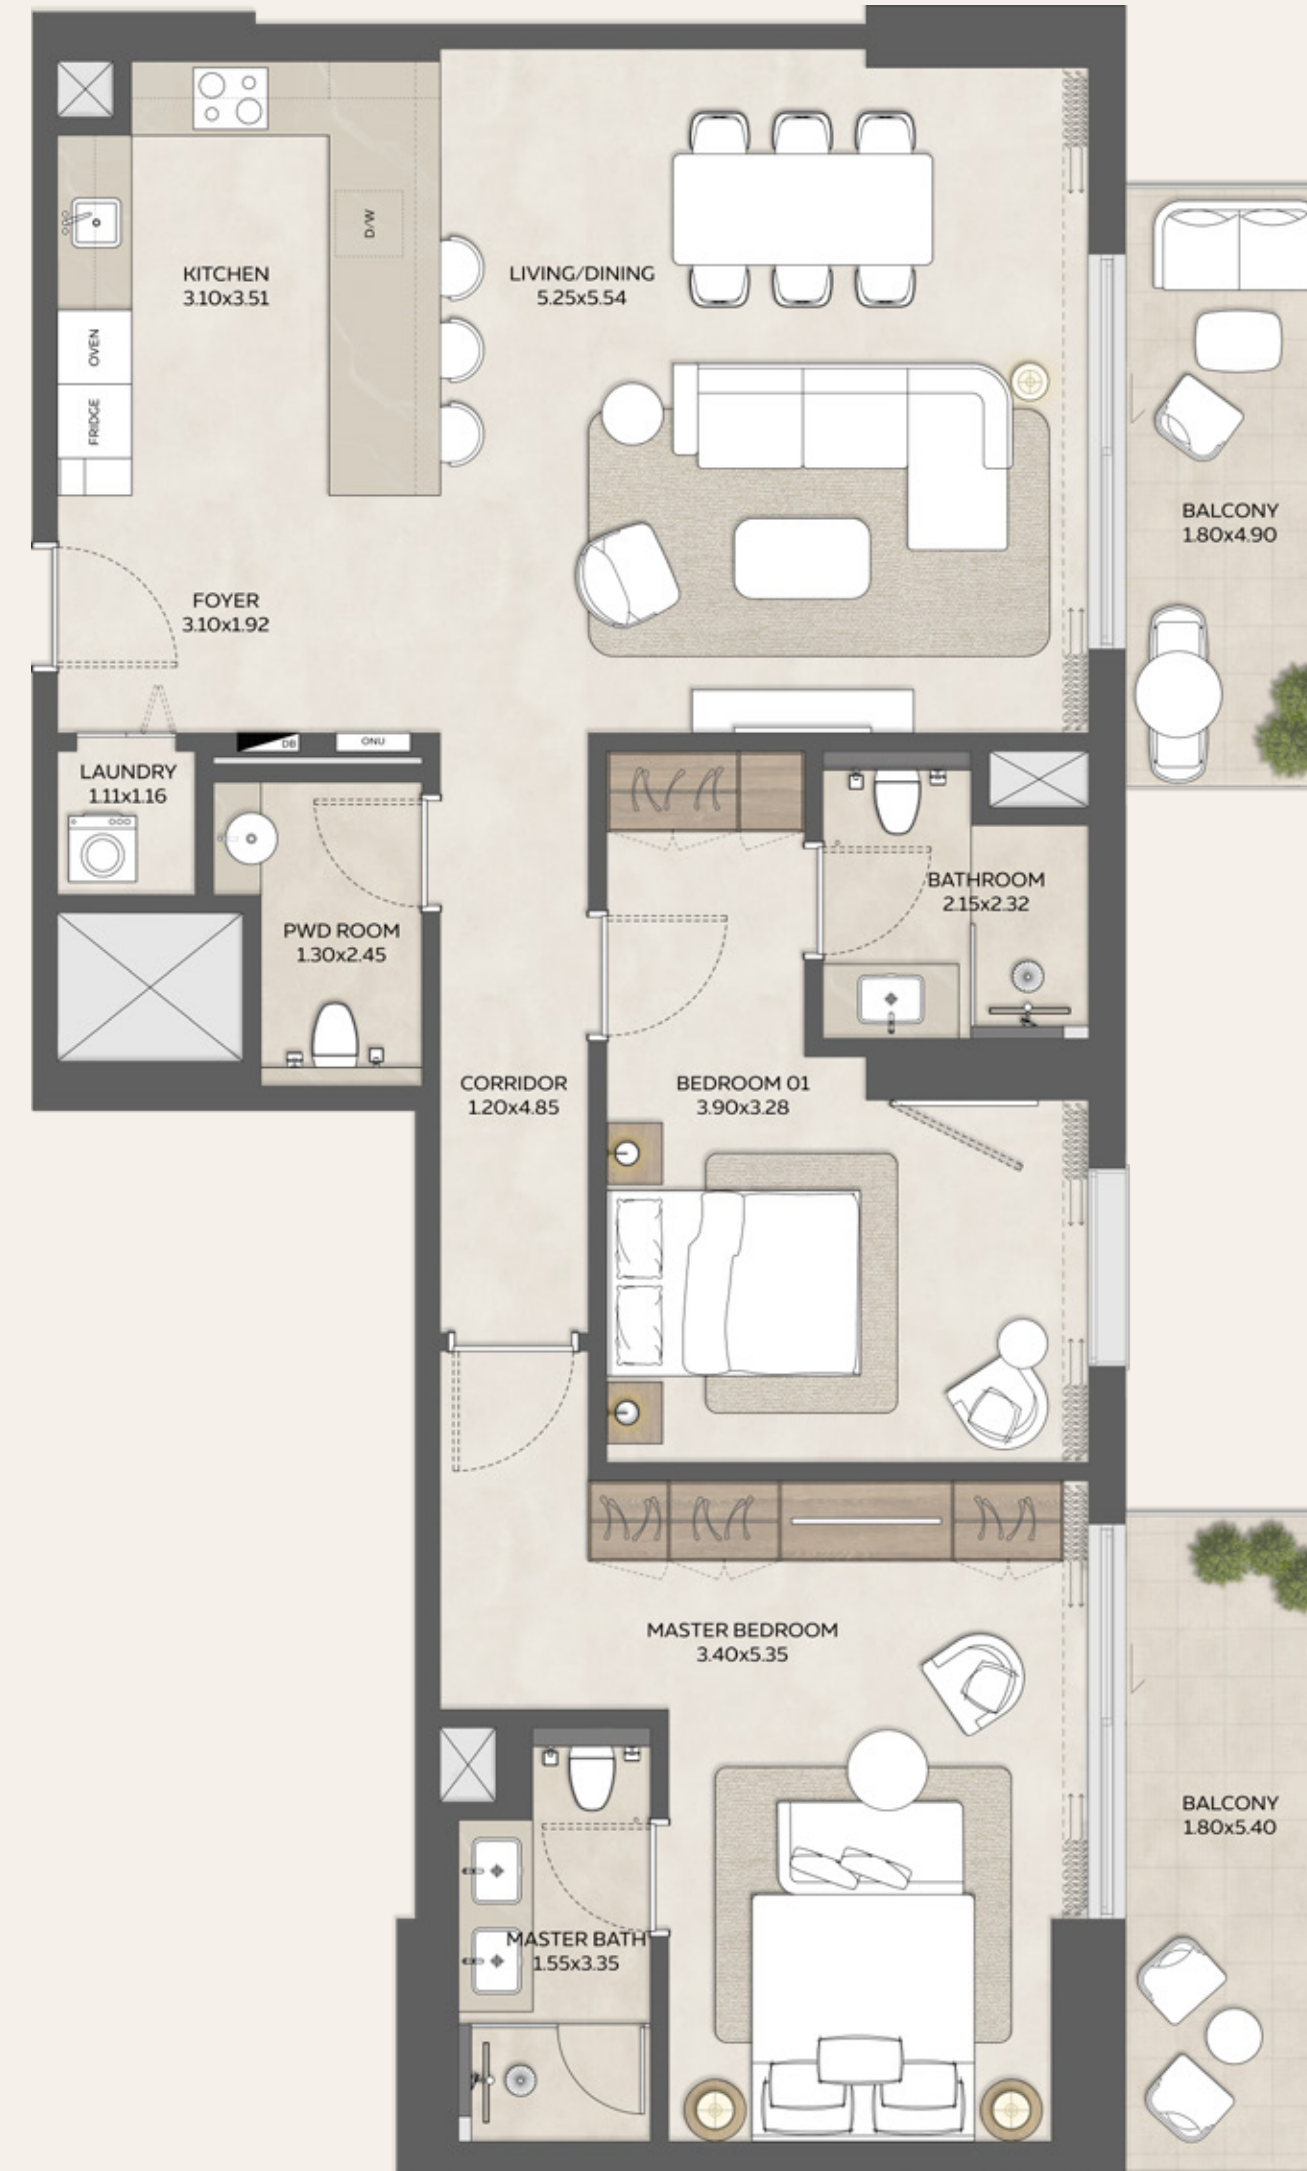 D/W
KITCHEN
3.10x3.51
LIVING/DINING
5.25x5.54
OVEN
FRIDGE
BALCONY
1.80x4.90
FOYER
3.10x1.92
DB
ONU
LAUNDRY
1.11x1.16
BATHROOM
2.15x2.32
PWD ROOM
1.30x2.45
CORRIDOR
1.20x4.85
BEDROOM 01
3.90x3.28
MASTER BEDROOM
3.40x5.35
BALCONY
1.80x5.40
MASTER BATH
1.55x3.35